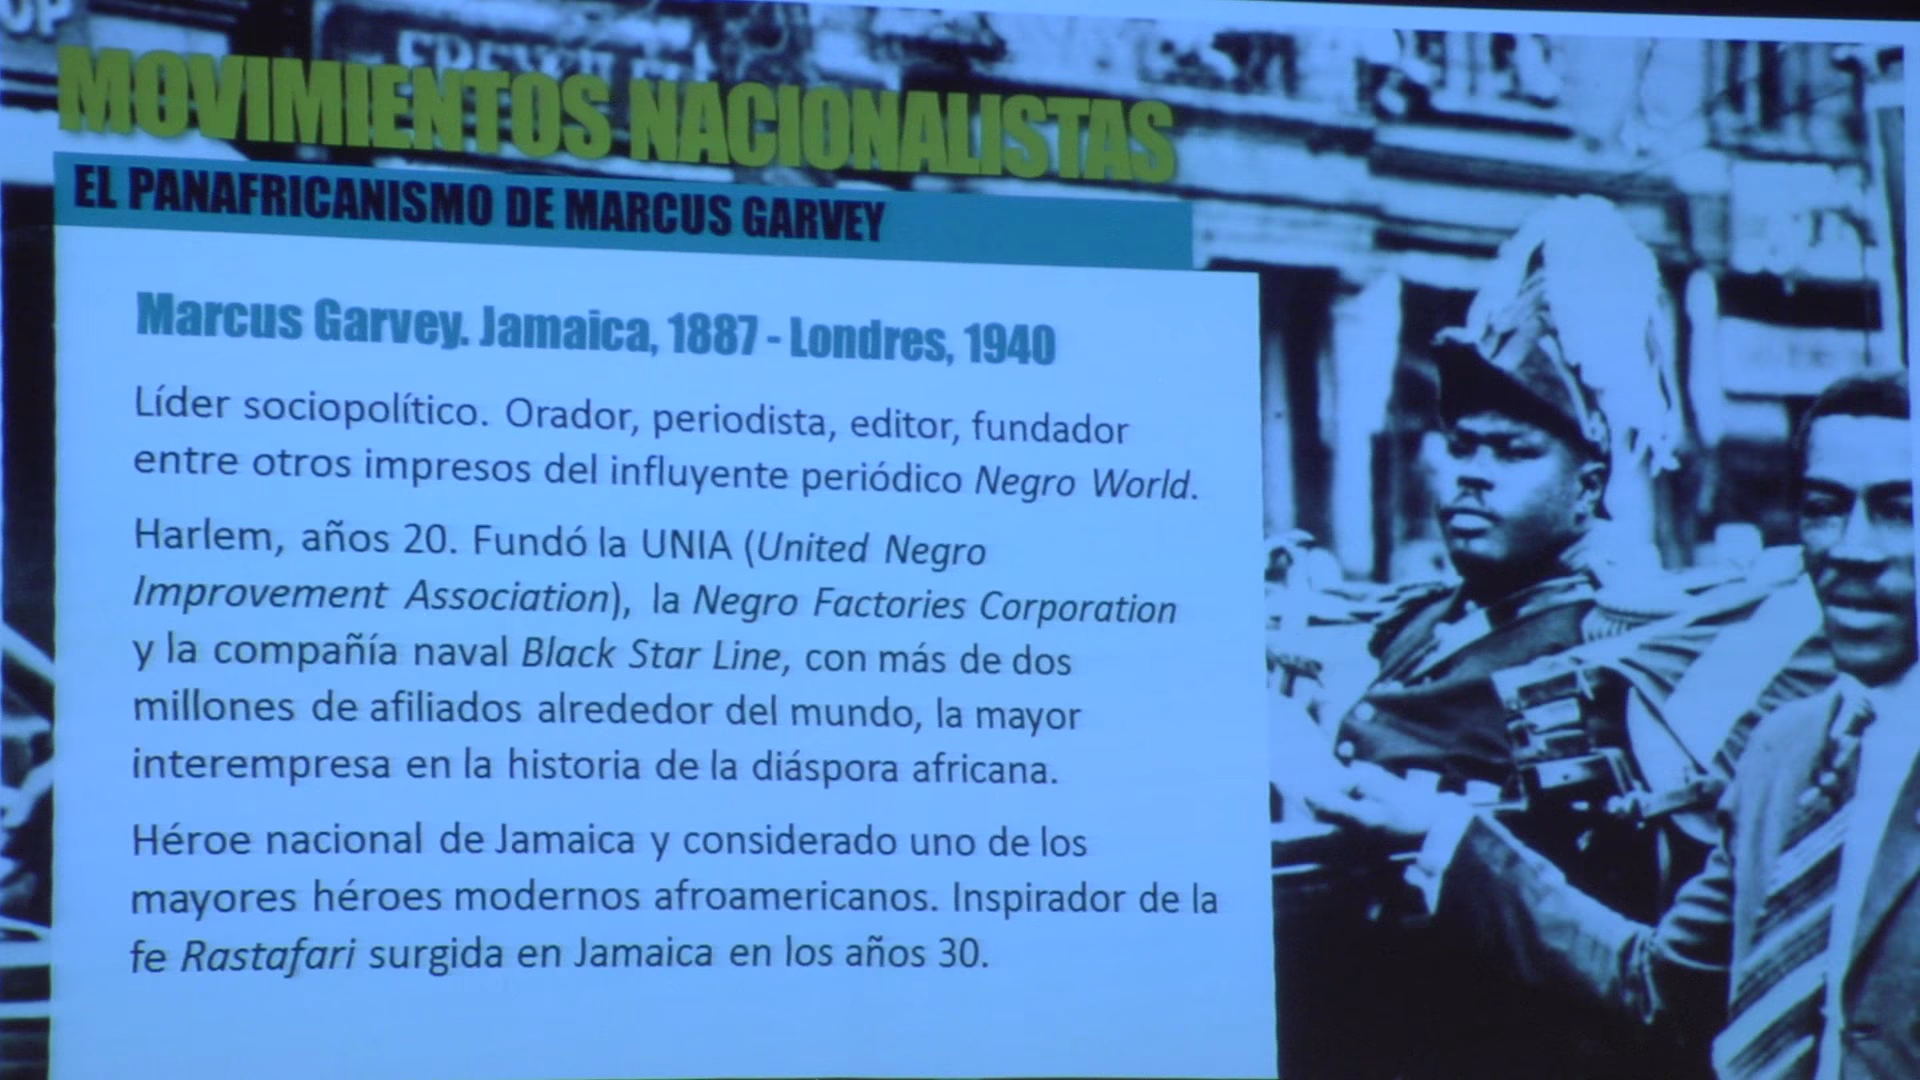 MOVIMIENTOS NACIONALISTAS
EL PANAFRICANISMO DE MARCUS GARVEY
Marcus Garvey. Jamaica, 1887 - Londres, 1940
Líder sociopolítico. Orador, periodista, editor, fundador
entre otros impresos del influyente periódico Negro World.
Harlem, años 20. Fundó la UNIA (United Negro
Improvement Association), la Negro Factories Corporation
y la compañía naval Black Star Line, con más de dos
millones de afiliados alrededor del mundo, la mayor
interempresa en la historia de la diáspora africana.
Héroe nacional de Jamaica y considerado uno de los
mayores héroes modernos afroamericanos. Inspirador de la
fe Rastafari surgida en Jamaica en los años 30.